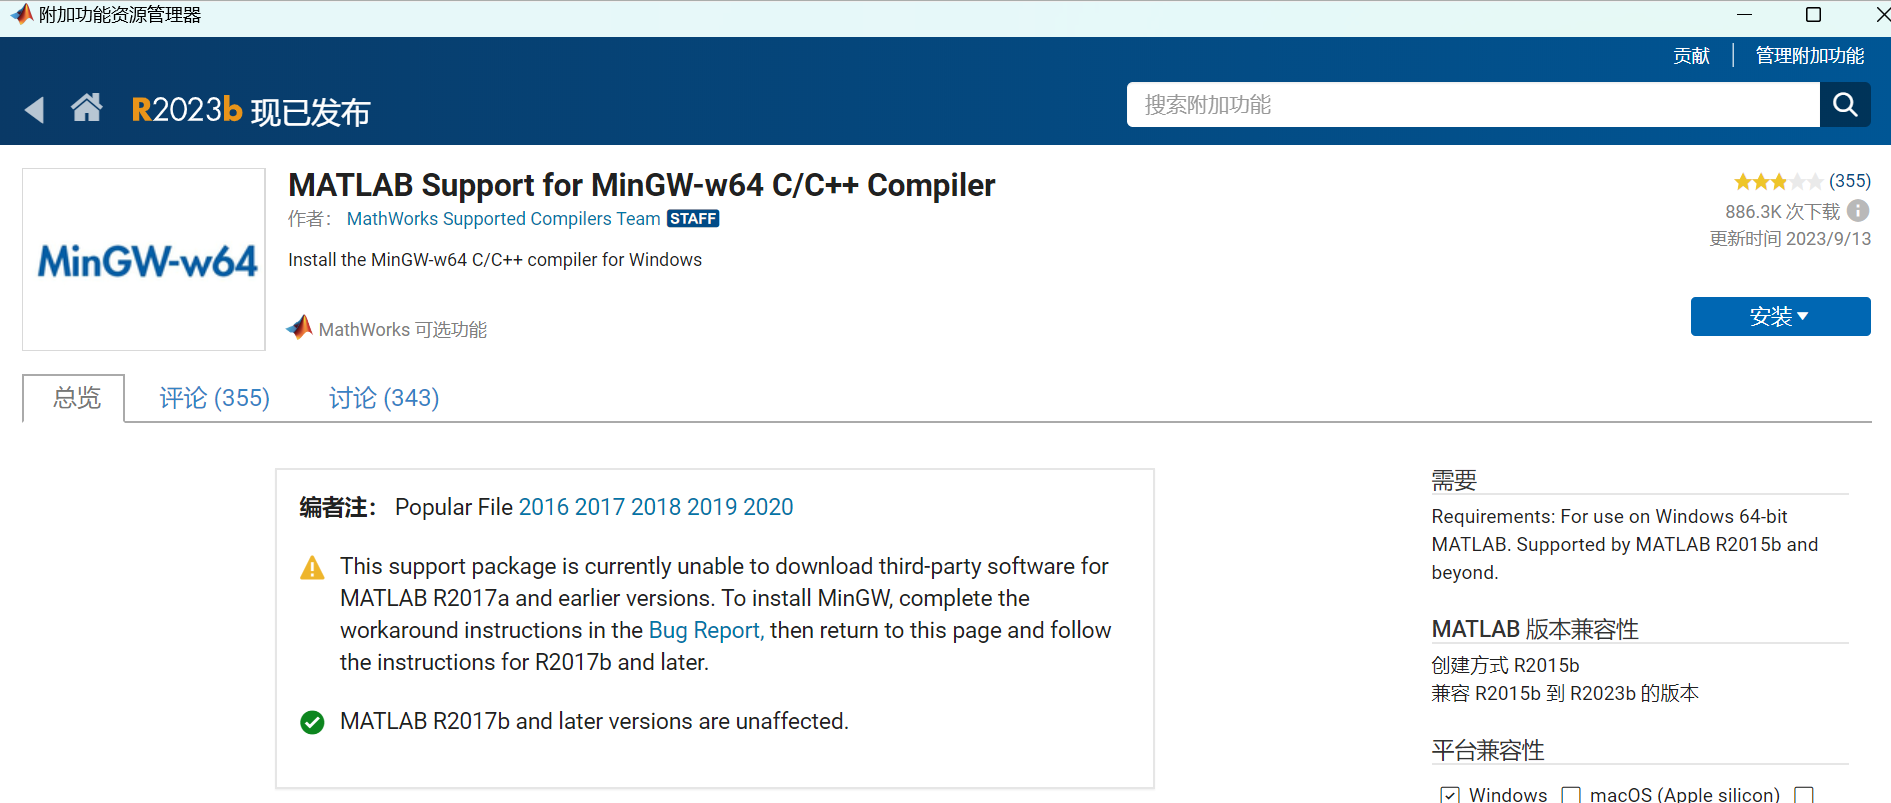 附加功能资源管理器
贡献 | 管理附加功能
R2023b 现已发布
搜索附加功能
MinGW-w64
MATLAB Support for MinGW-w64 C/C++ Compiler
作者： MathWorks Supported Compilers Team STAFF
Install the MinGW-w64 C/C++ compiler for Windows
MathWorks 可选功能
(355)
886.3K 次下载
更新时间 2023/9/13
安装
总览 评论 (355) 讨论 (343)
编者注： Popular File 2016 2017 2018 2019 2020
This support package is currently unable to download third-party software for
MATLAB R2017a and earlier versions. To install MinGW, complete the
workaround instructions in the Bug Report, then return to this page and follow
the instructions for R2017b and later.
MATLAB R2017b and later versions are unaffected.
需要
Requirements: For use on Windows 64-bit
MATLAB. Supported by MATLAB R2015b and
beyond.
MATLAB 版本兼容性
创建方式 R2015b
兼容 R2015b 到 R2023b 的版本
平台兼容性
Windows macOS (Apple silicon)